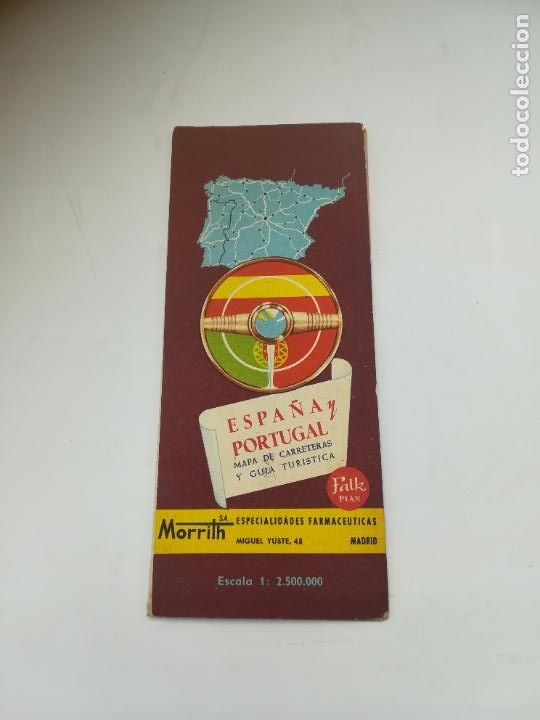 ESPAÑA y
PORTUGAL
MAPA DE CARRETERAS
Y GUIA TURISTICA
Falk
PLAN
Morrith SA
ESPECIALIDADES FARMACEUTICAS
MIGUEL YUSTE, 45 MADRID
Escala 1: 2.500,000
todocoleccion